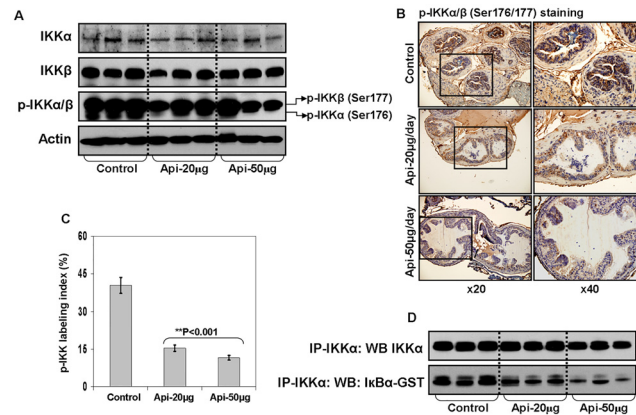 A
IKKα
IKKβ
p-IKKα/β
p-IKKβ (Ser177)
p-IKKα (Ser176)
Actin
Control
Api-20µg
Api-50µg
B
p-IKKα/β (Ser176/177) staining
Control
Api-20µg/day
Api-50µg/day
x20
x40
C
p-IKK labeling index (%)
60
45
30
15
0
**P<0.001
Control
Api-20µg
Api-50µg
D
IP-IKKα: WB IKKα
IP-IKKα: WB: IκBα-GST
Control
Api-20µg
Api-50µg